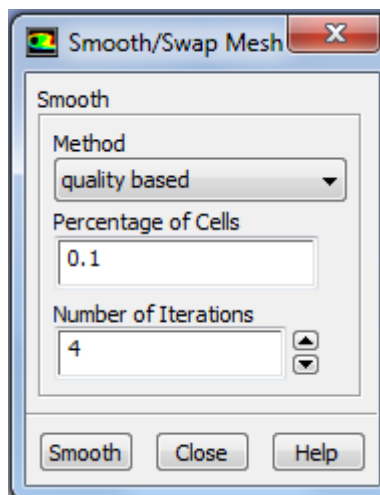 Smooth/Swap Mesh
Smooth
Method
quality based
Percentage of Cells
0.1
Number of Iterations
4
Smooth Close Help